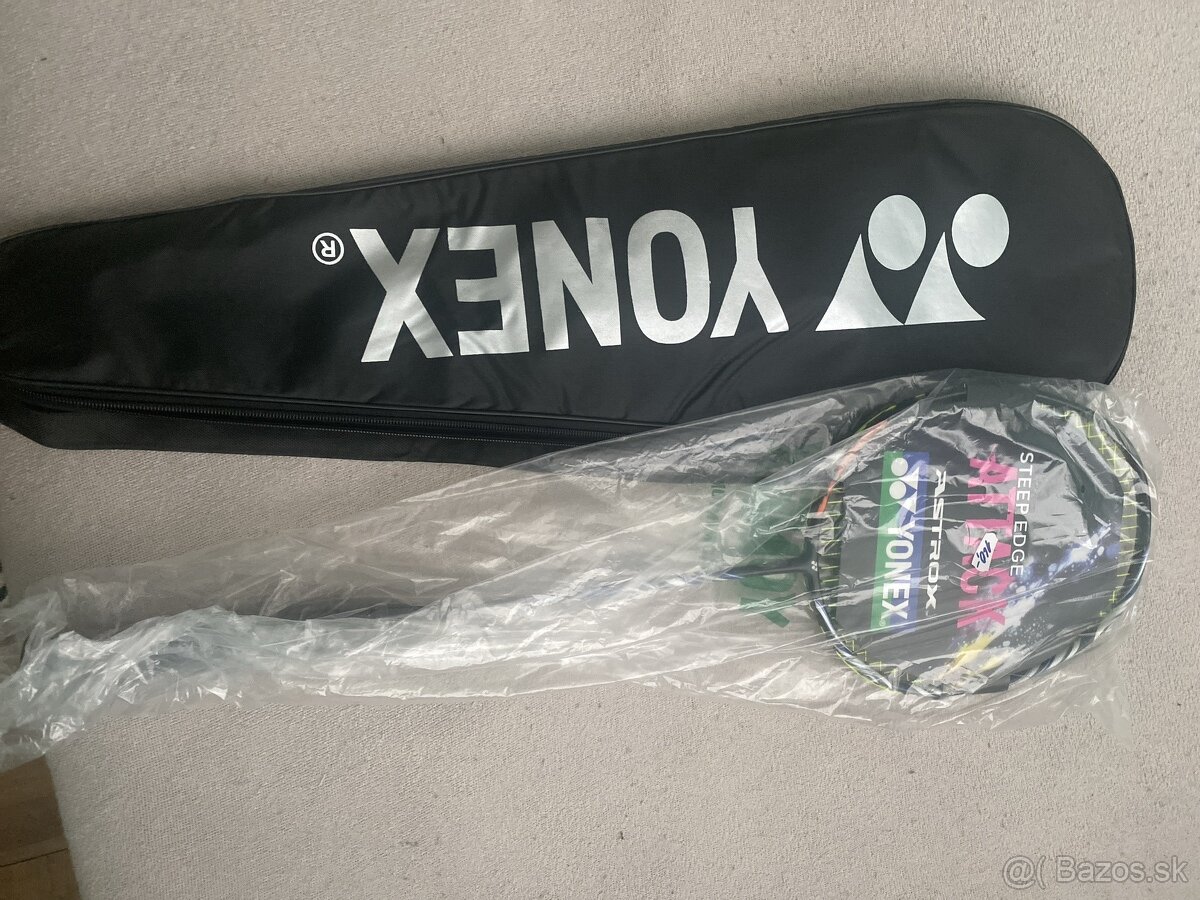 YONEX®
STEEP EDGE
ATTACK
ASTROX
YONEX
@( Bazos.sk